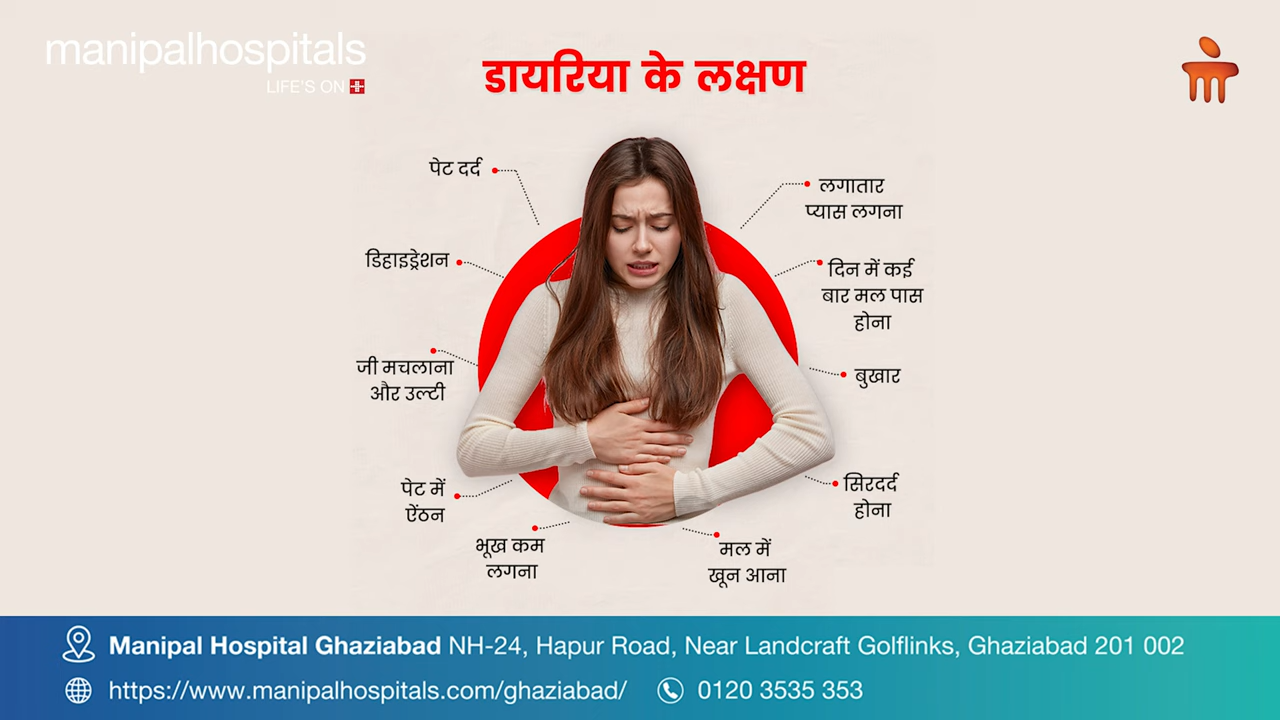 manipalhospitals
LIFE'S ON
डायरिया के लक्षण
पेट दर्द
डिहाइड्रेशन
जी मचलाना
और उल्टी
पेट में
ऐंठन
भूख कम
लगना
लगातार
प्यास लगना
दिन में कई
बार मल पास
होना
बुखार
सिरदर्द
होना
मल में
खून आना
Manipal Hospital Ghaziabad NH-24, Hapur Road, Near Landcraft Golflinks, Ghaziabad 201 002
https://www.manipalhospitals.com/ghaziabad/ 0120 3535 353